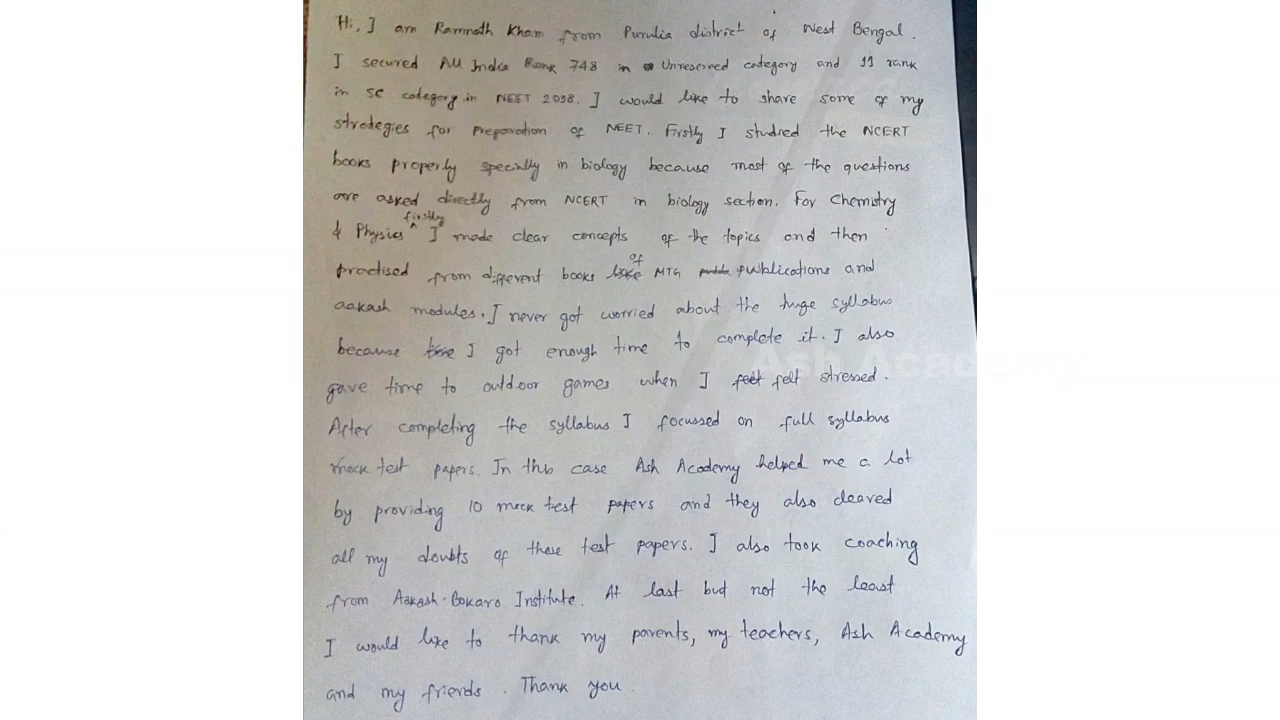 Hi, I am Ramnath Kham from Purulia district of West Bengal.
I secured All India Rank 748 in Unreserved category and 11 rank
in SC category in NEET 2018. I would like to share some of my
strategies for preparation of NEET. Firstly I studied the NCERT
books properly specially in biology because most of the questions
are asked directly from NCERT in biology section. For Chemistry
& Physics firstly I made clear concepts of the topics and then
practised from different books of MTG publications and
aakash modules. I never got worried about the huge syllabus
because I got enough time to complete it. I also
gave time to outdoor games when I felt stressed.
After completing the syllabus I focussed on full syllabus
mock test papers. In this case Ash Academy helped me a lot
by providing 10 mock test papers and they also cleared
all my doubts of those test papers. I also took coaching
from Aakash-Bokaro Institute. At last but not the least
I would like to thank my parents, my teachers, Ash Academy
and my friends. Thank you.
Ash Academy